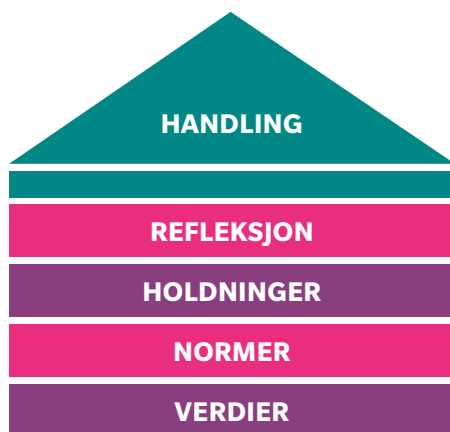 HANDLING
REFLEKSJON
HOLDNINGER
NORMER
VERDIER